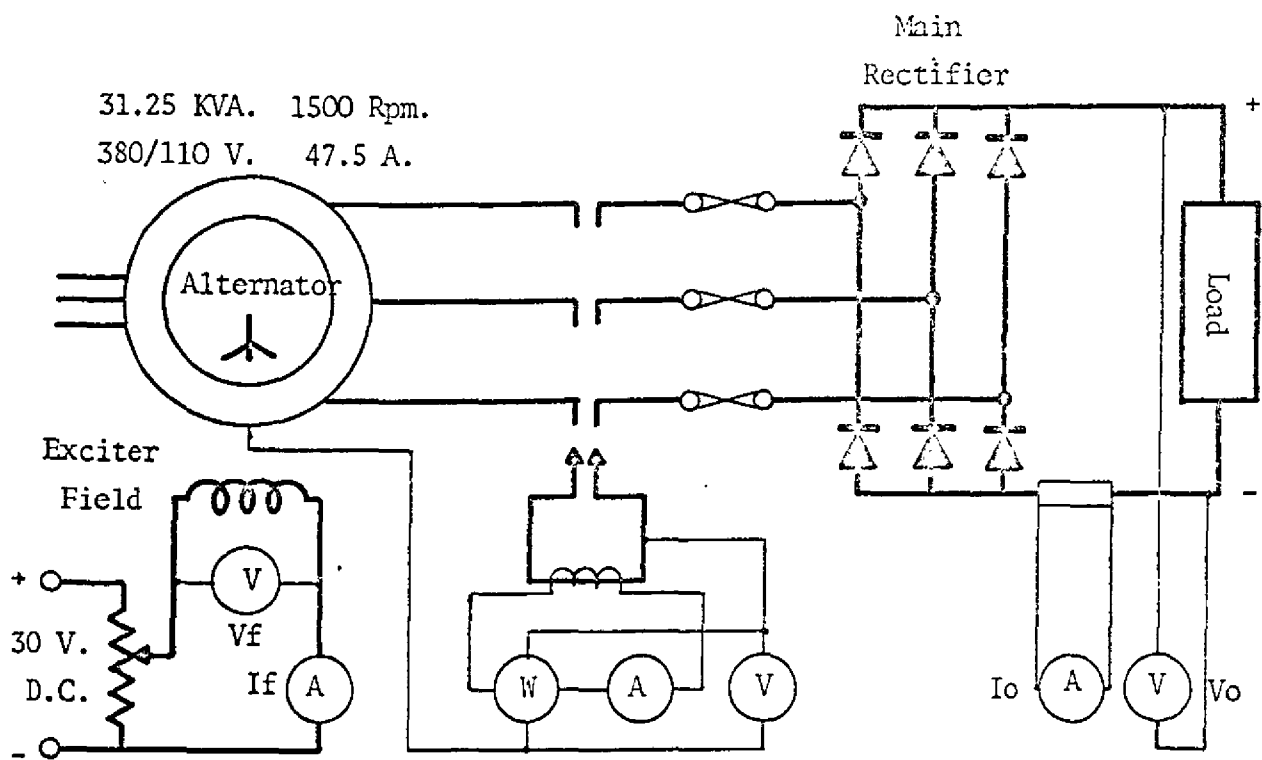 Main
Rectifier
31.25 KVA. 1500 Rpm.
380/110 V. 47.5 A.
+
Alternator
Load
-
Exciter
Field
+
V
Vf
30 V.
D.C.
If
A
-
W
A
V
Io
A
V
Vo